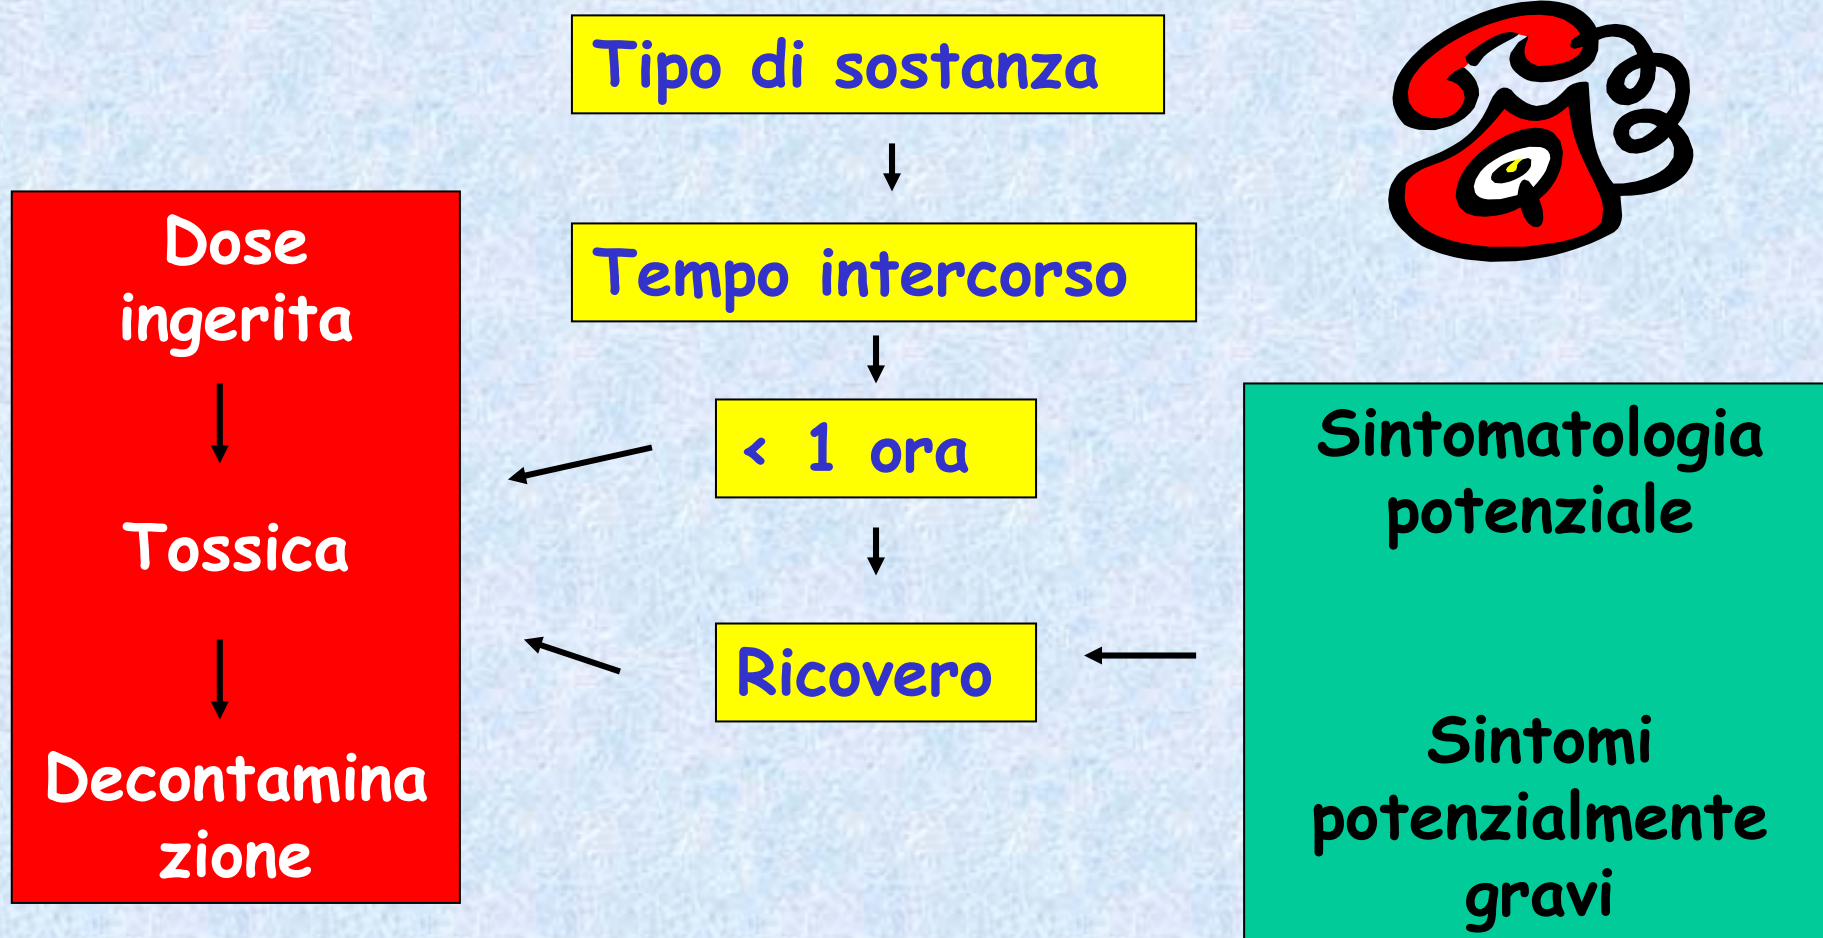 Tipo di sostanza
Tempo intercorso
< 1 ora
Ricovero
Dose
ingerita
Tossica
Decontamina
zione
Sintomatologia
potenziale
Sintomi
potenzialmente
gravi